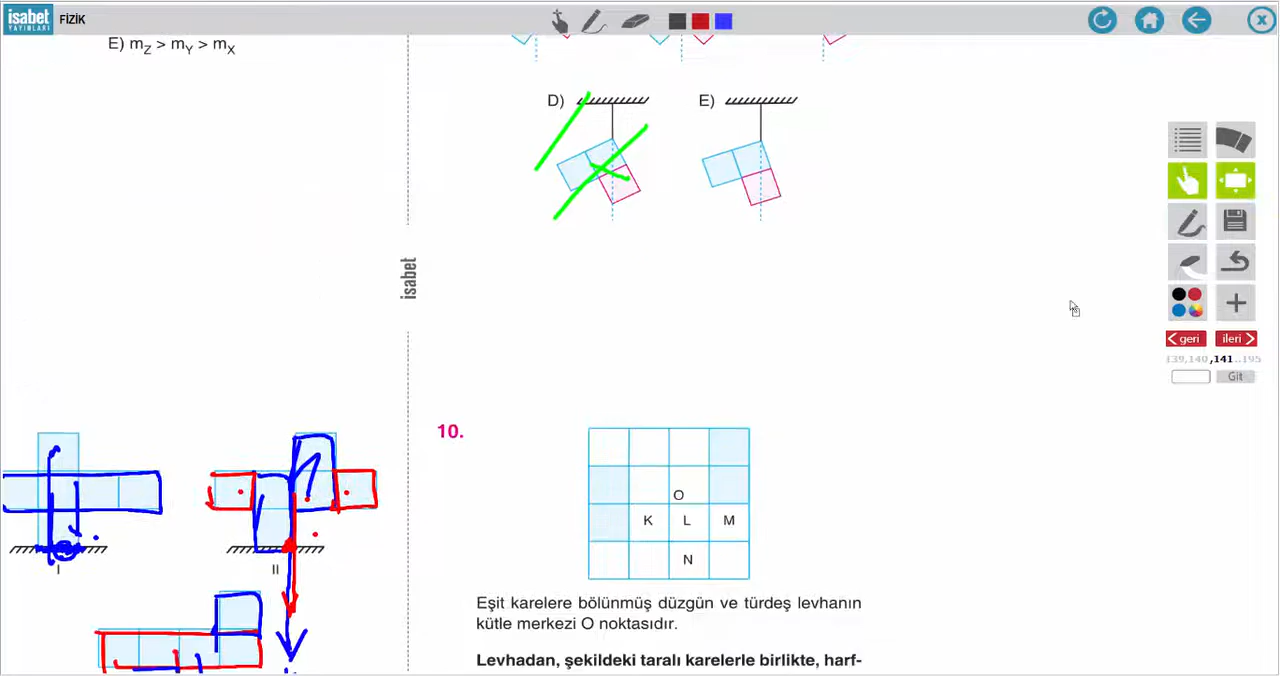 isabet
YAYINLARI
FİZİK
E) mZ > mY > mX
D)
E)
isabet
geri
ileri
139,140,141..195
Git
I
II
10.
O
K L M
N
Eşit karelere bölünmüş düzgün ve türdeş levhanın
kütle merkezi O noktasıdır.
Levhadan, şekildeki taralı karelerle birlikte, harf-